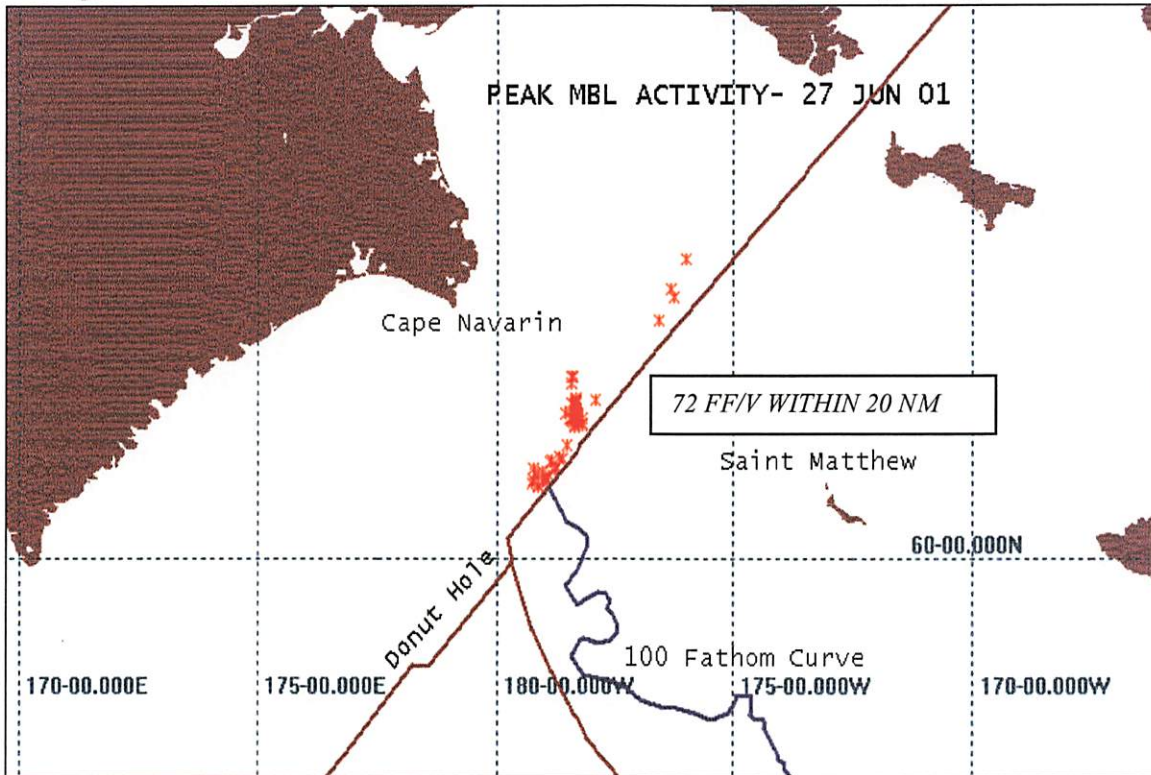 PEAK MBL ACTIVITY- 27 JUN 01
Cape Navarin
72 FF/V WITHIN 20 NM
Saint Matthew
60-00.000N
Donut Hole
100 Fathom Curve
170-00.000E
175-00.000E
180-00.000W
175-00.000W
170-00.000W